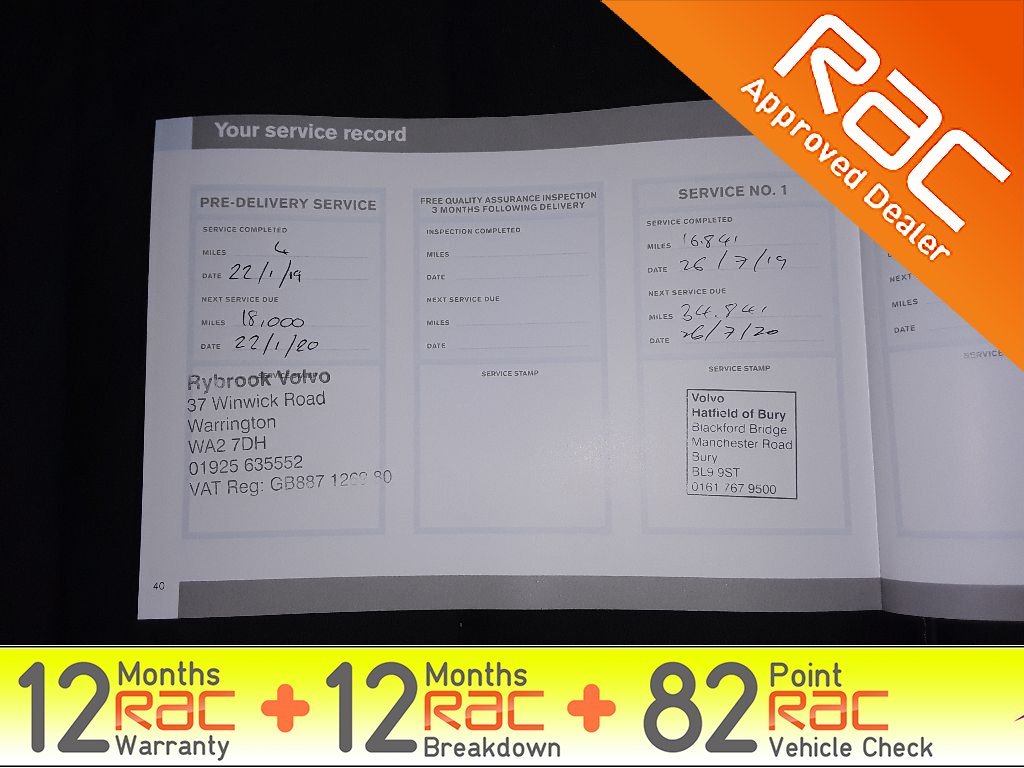 Your service record
PRE-DELIVERY SERVICE
SERVICE COMPLETED
MILES 4
DATE 22/1/19
NEXT SERVICE DUE
MILES 18,000
DATE 22/1/20
Rybrook Volvo
37 Winwick Road
Warrington
WA2 7DH
01925 635552
VAT Reg: GB887
FREE QUALITY ASSURANCE INSPECTION
3 MONTHS FOLLOWING DELIVERY
INSPECTION COMPLETED
MILES
DATE
NEXT SERVICE DUE
MILES
DATE
SERVICE STAMP
SERVICE NO. 1
SERVICE COMPLETED
MILES 16,841
DATE 26/7/19
NEXT SERVICE DUE
MILES 34,841
DATE 26/7/20
SERVICE STAMP
Volvo
Hatfield of Bury
Blackford Bridge
Manchester Road
Bury
BL9 9ST
0161 767 9500
NEXT
MILES
DATE
SERVICE
40
RAC
Approved Dealer
12 Months
RAC
Warranty
+
12 Months
RAC
Breakdown
+
82 Point
RAC
Vehicle Check